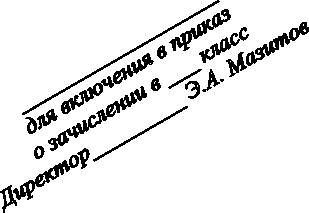 для включения в приказ
о зачислении в ___ класс
Директор __________ Э.А. Мазитов